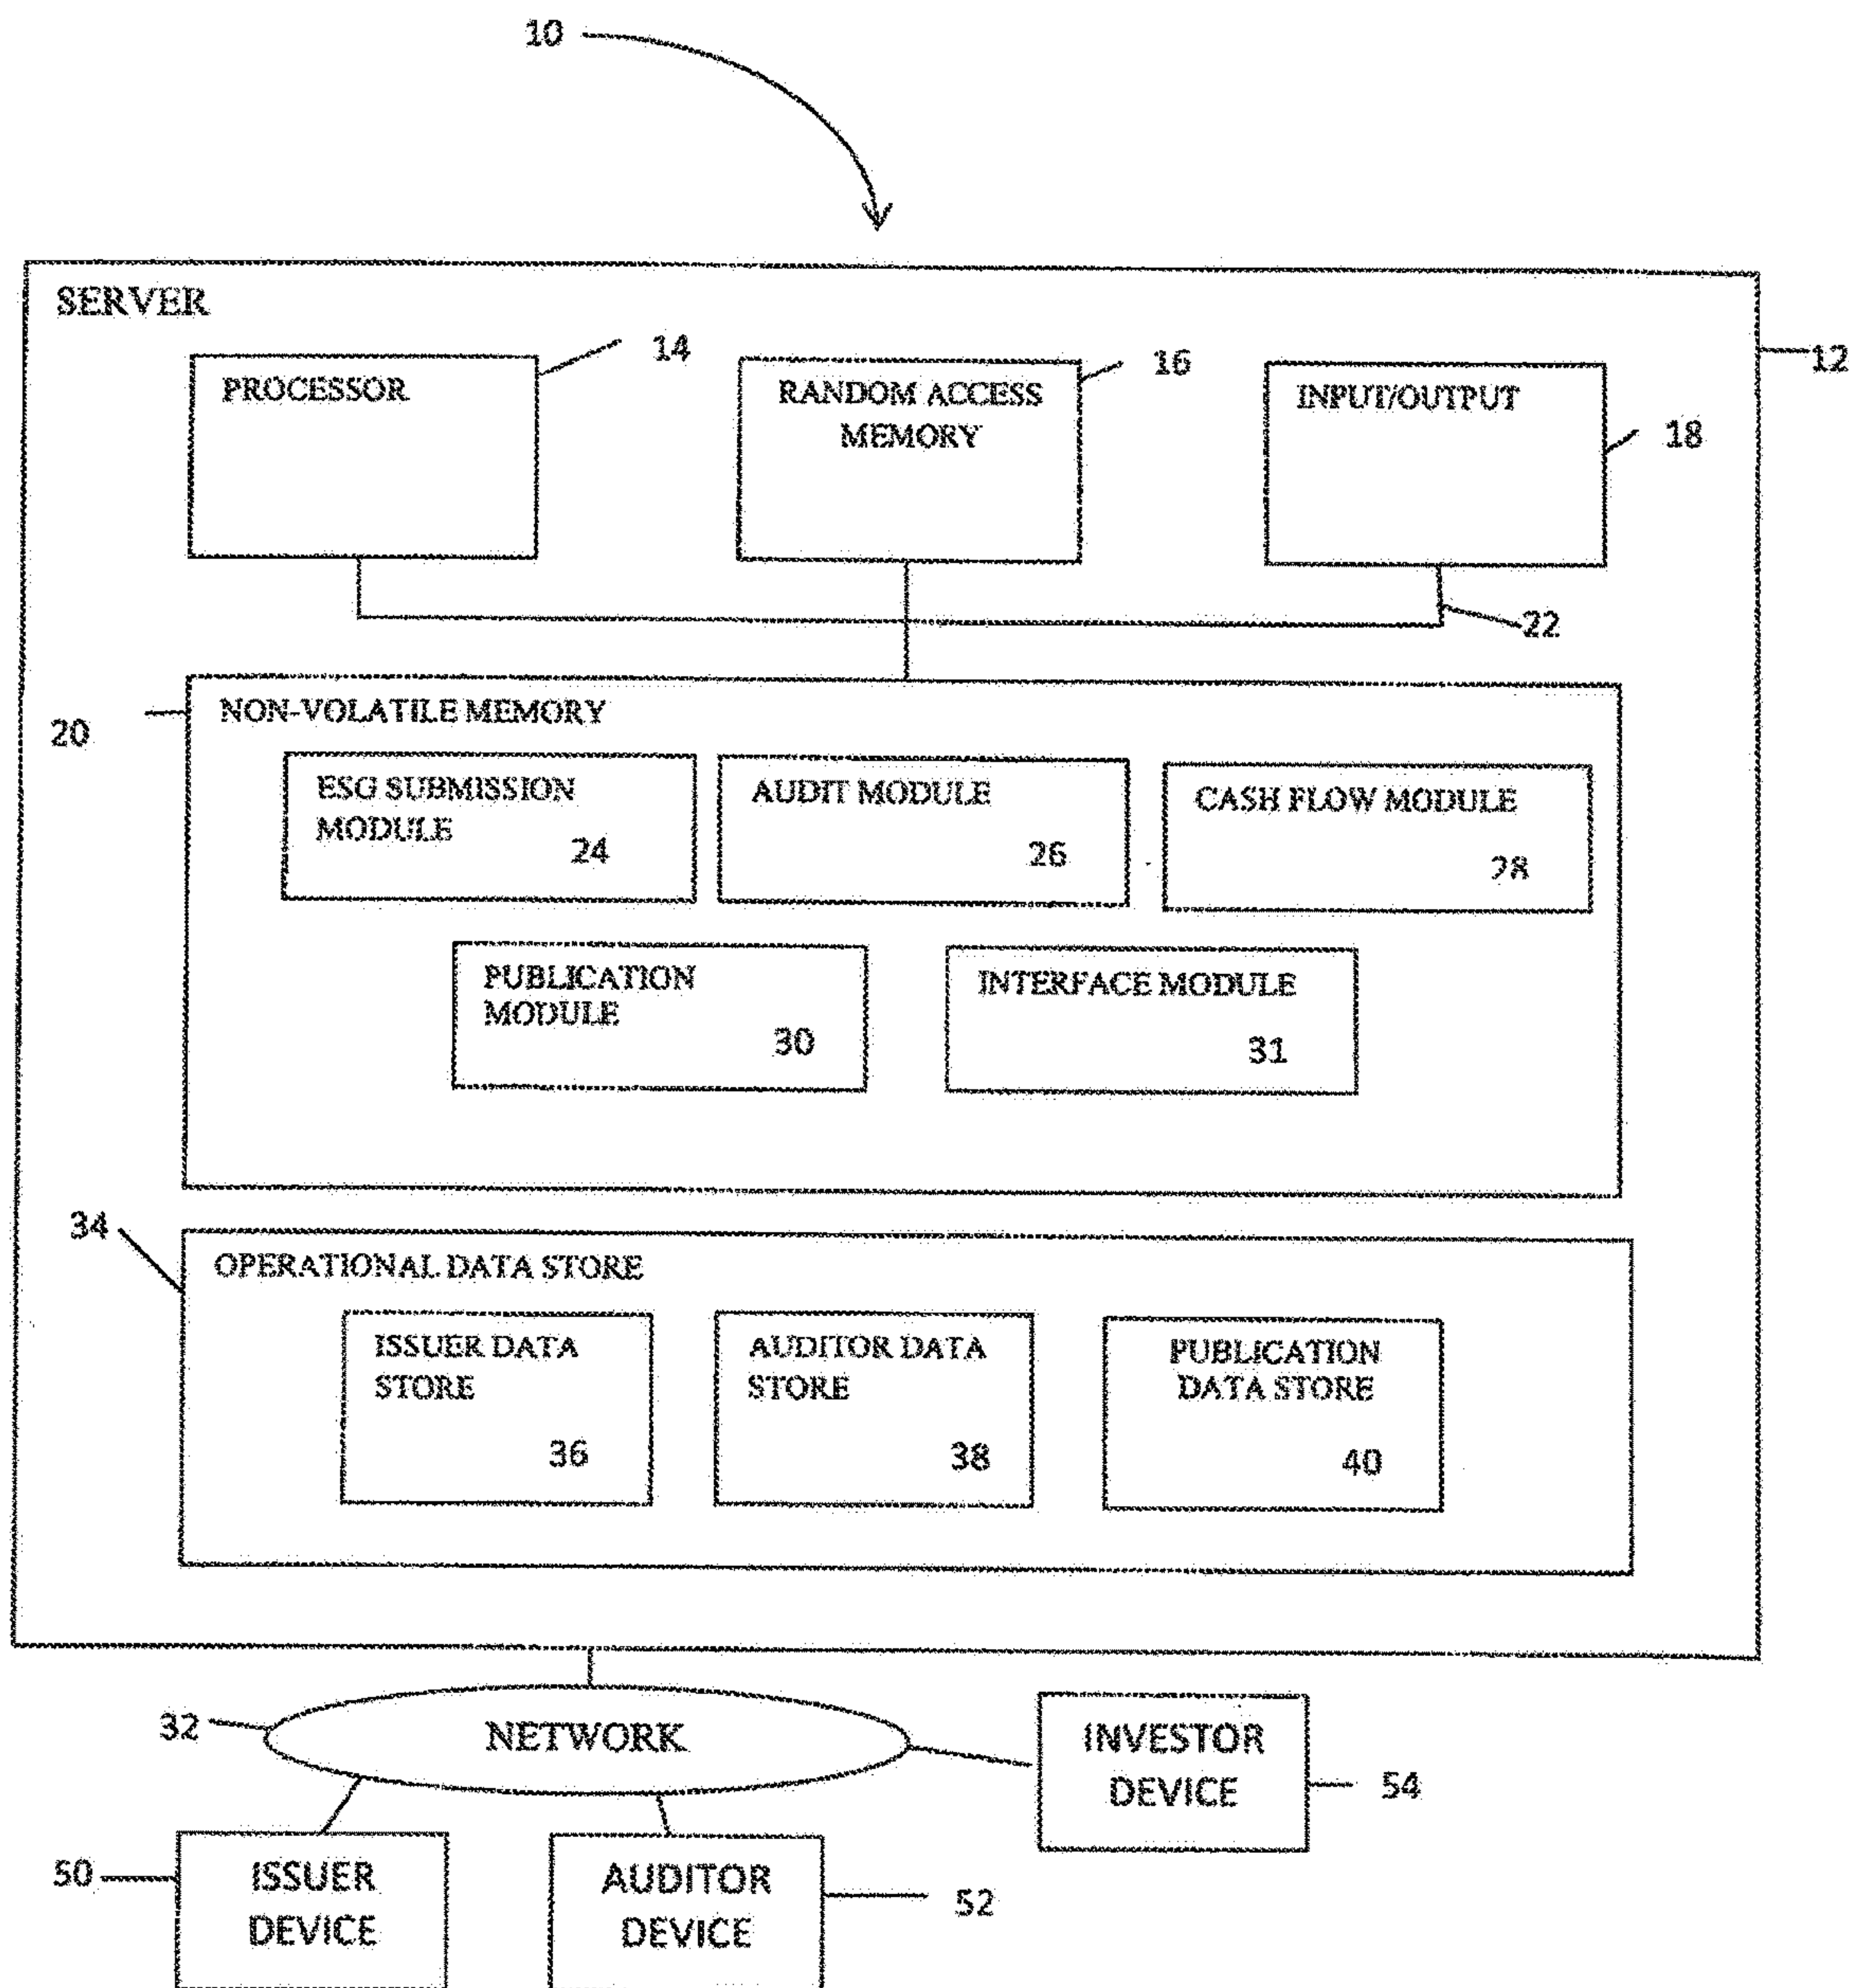 10
SERVER
12
14
PROCESSOR
16
RANDOM ACCESS
MEMORY
INPUT/OUTPUT
18
22
20
NON-VOLATILE MEMORY
ESG SUBMISSION
MODULE
24
AUDIT MODULE
26
CASH FLOW MODULE
28
PUBLICATION
MODULE
30
INTERFACE MODULE
31
34
OPERATIONAL DATA STORE
ISSUER DATA
STORE
36
AUDITOR DATA
STORE
38
PUBLICATION
DATA STORE
40
32
NETWORK
INVESTOR
DEVICE
54
50
ISSUER
DEVICE
AUDITOR
DEVICE
52